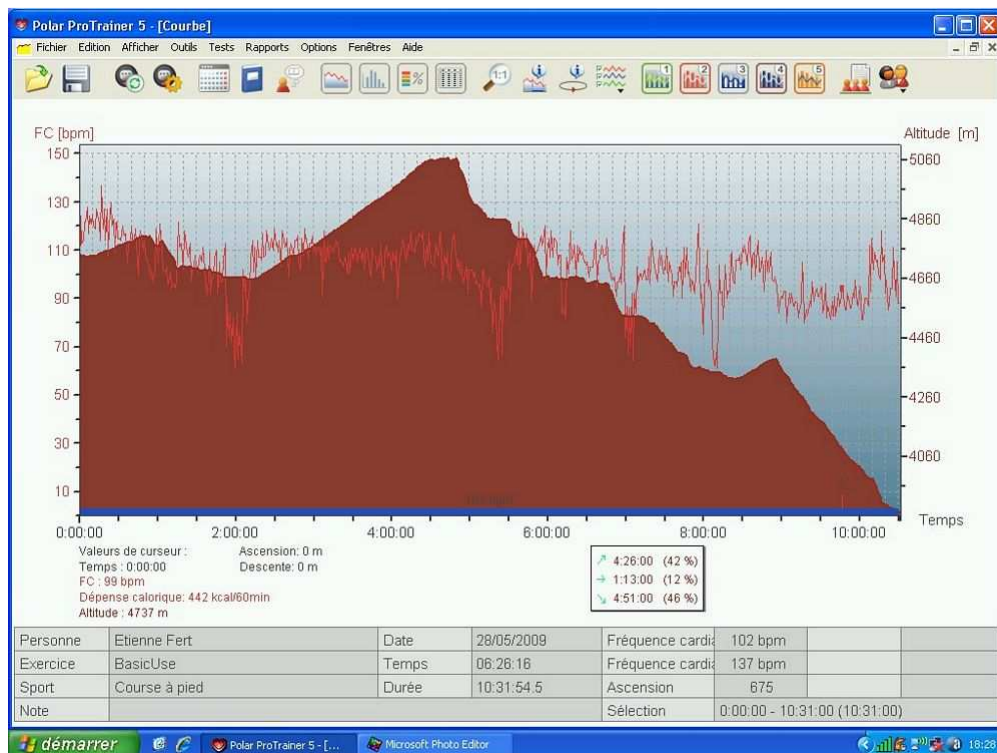 Polar ProTrainer 5 - [Courbe]
Fichier Edition Afficher Outils Tests Rapports Options Fenêtres Aide
1:1 1 2 3 4 5
FC [bpm] Altitude [m]
150 5060
130 4860
110 4660
90 4460
70 4260
50 4060
30
10
0:00:00 2:00:00 4:00:00 6:00:00 8:00:00 10:00:00 Temps
Valeurs de curseur : Ascension: 0 m
Temps : 0:00:00 Descente: 0 m
FC : 99 bpm
Dépense calorique: 442 kcal/60min
Altitude : 4737 m
4:26:00 (42 %)
1:13:00 (12 %)
4:51:00 (46 %)
Personne Etienne Fert Date 28/05/2009 Fréquence cardia 102 bpm
Exercice BasicUse Temps 06:26:16 Fréquence cardia 137 bpm
Sport Course à pied Durée 10:31:54.5 Ascension 675
Note Sélection 0:00:00 - 10:31:00 (10:31:00)
démarrer Polar ProTrainer 5 - [... Microsoft Photo Editor 18:28